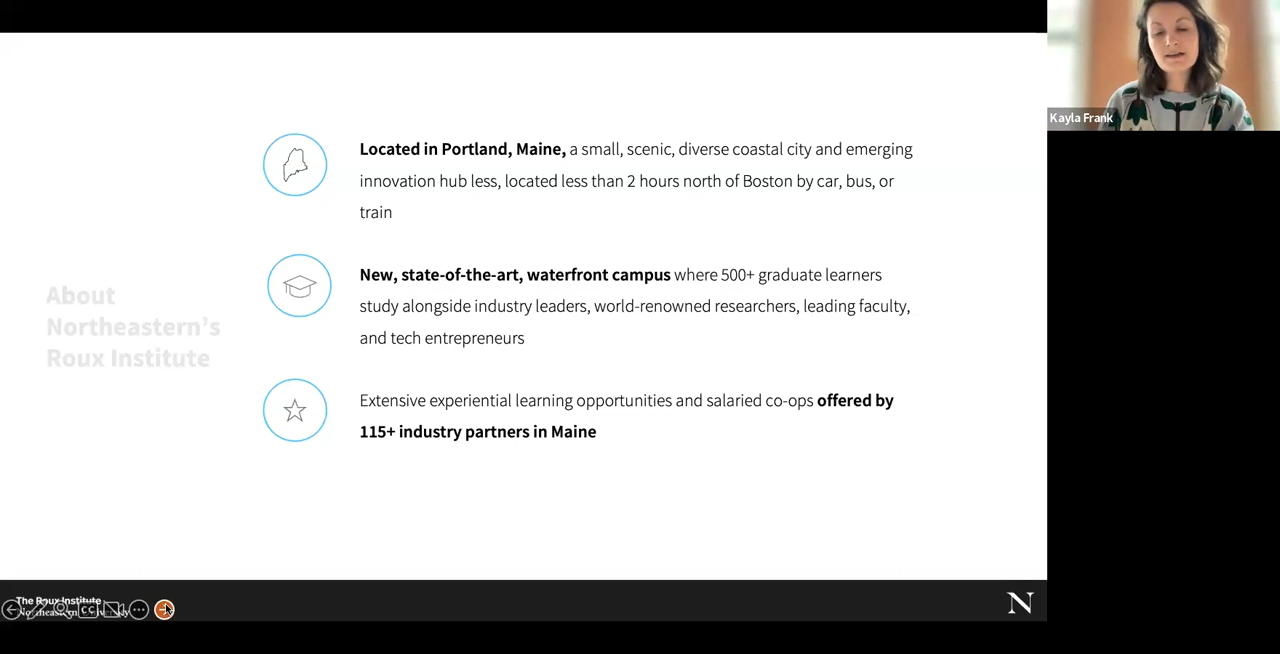 Located in Portland, Maine, a small, scenic, diverse coastal city and emerging
innovation hub less, located less than 2 hours north of Boston by car, bus, or
train
New, state-of-the-art, waterfront campus where 500+ graduate learners
study alongside industry leaders, world-renowned researchers, leading faculty,
and tech entrepreneurs
Extensive experiential learning opportunities and salaried co-ops offered by
115+ industry partners in Maine
About
Northeastern's
Roux Institute
Kayla Frank
The Roux Institute
Northeastern University
CC
N